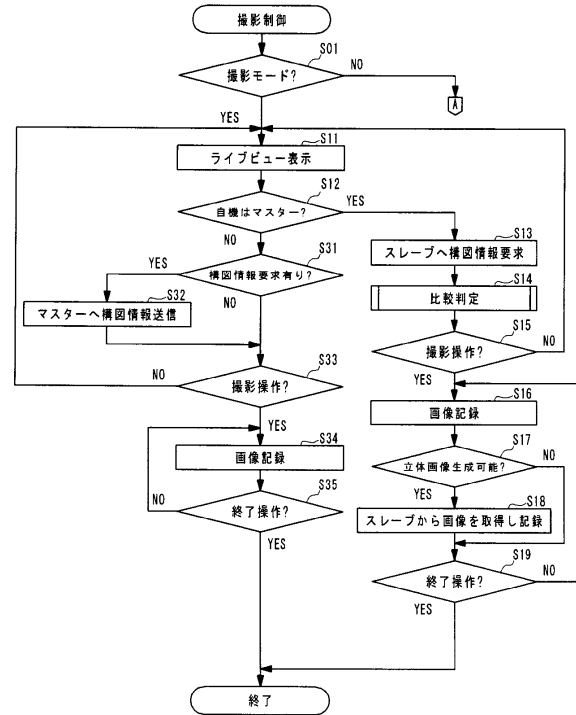 撮影制御
S01
撮影モード?
NO
A
YES
S11
ライブビュー表示
S12
自機はマスター?
YES
NO
S13
スレーブへ構図情報要求
S31
構図情報要求有り?
YES
NO
S14
比較判定
S32
マスターへ構図情報送信
S15
撮影操作?
NO
YES
S33
撮影操作?
NO
YES
S16
画像記録
S34
画像記録
S17
立体画像生成可能?
NO
YES
S35
終了操作?
NO
YES
S18
スレーブから画像を取得し記録
S19
終了操作?
NO
YES
終了